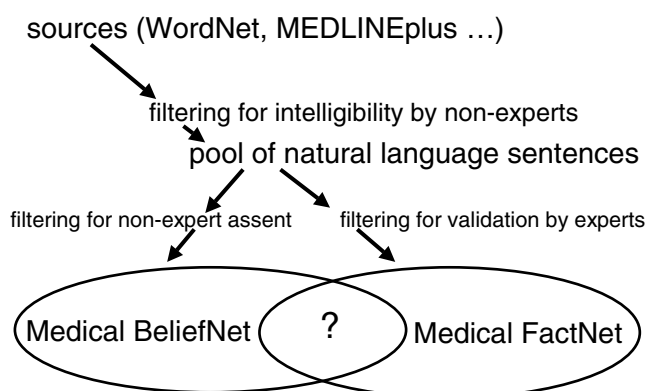 sources (WordNet, MEDLINEplus …)
filtering for intelligibility by non-experts
pool of natural language sentences
filtering for non-expert assent
filtering for validation by experts
Medical BeliefNet
?
Medical FactNet